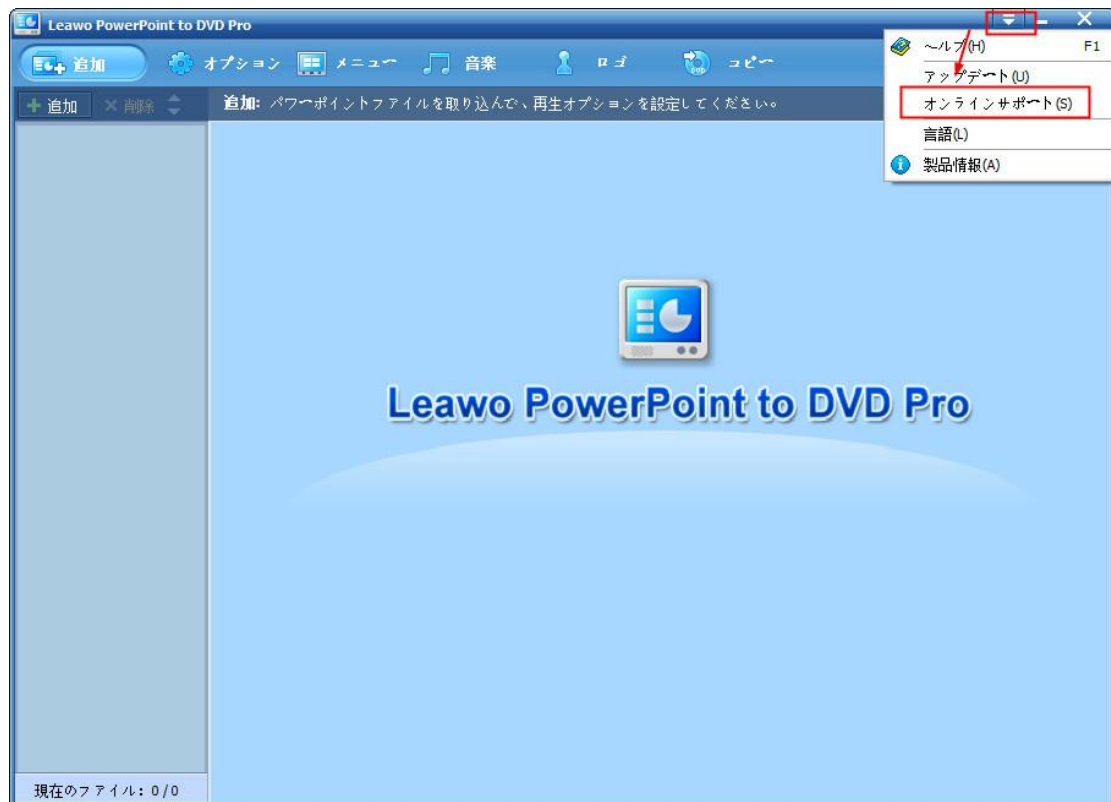 Leawo PowerPoint to DVD Pro
追加 オプション メニュー 音楽 ロゴ コピー
ヘルプ(H) F1
アップデート(U)
オンラインサポート(S)
言語(L)
製品情報(A)
追加 削除 追加: パワーポイントファイルを取り込んで、再生オプションを設定してください。
Leawo PowerPoint to DVD Pro
現在のファイル: 0/0